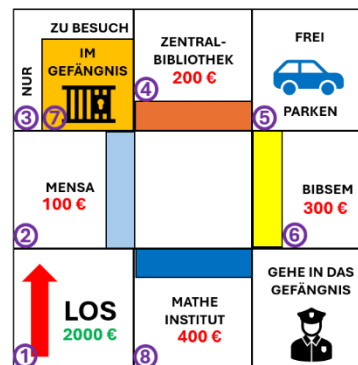 NUR
ZU BESUCH
IM
GEFÄNGNIS
3
7
ZENTRAL-
BIBLIOTHEK
200 €
4
FREI
PARKEN
5
MENSA
100 €
2
BIBSEM
300 €
6
LOS
2000 €
1
MATHE
INSTITUT
400 €
8
GEHE IN DAS
GEFÄNGNIS